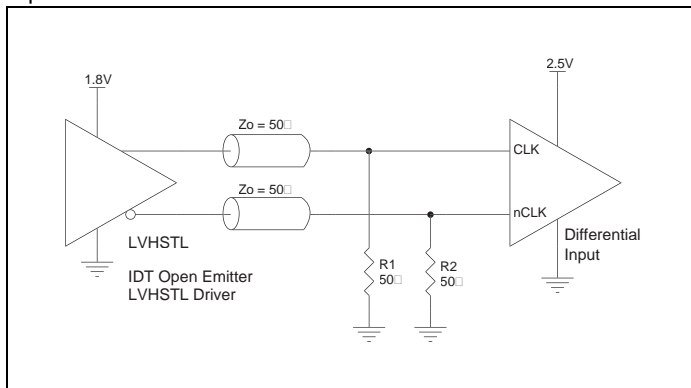 1.8V
2.5V
Zo = 50□
CLK
Zo = 50□
nCLK
LVHSTL
IDT Open Emitter
LVHSTL Driver
R1
50□
R2
50□
Differential
Input